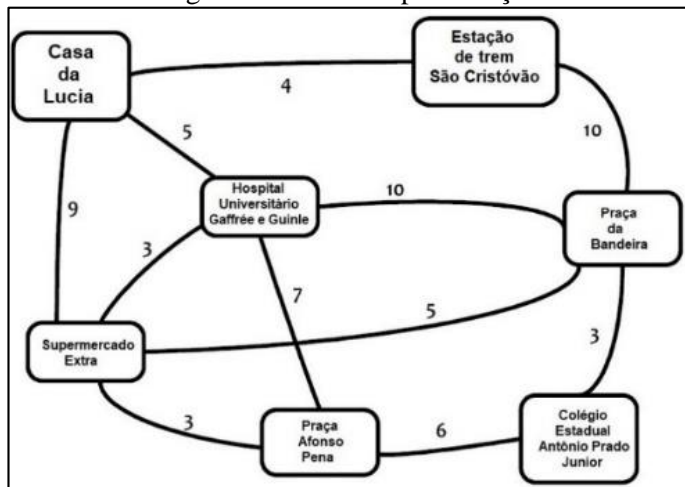 Casa
da
Lucia
Estação
de trem
São Cristóvão
4
5
10
9
Hospital
Universitário
Gaffrée e Guinle
10
Praça
da
Bandeira
3
7
5
3
Supermercado
Extra
3
Praça
Afonso
Pena
6
Colégio
Estadual
Antônio Prado
Junior